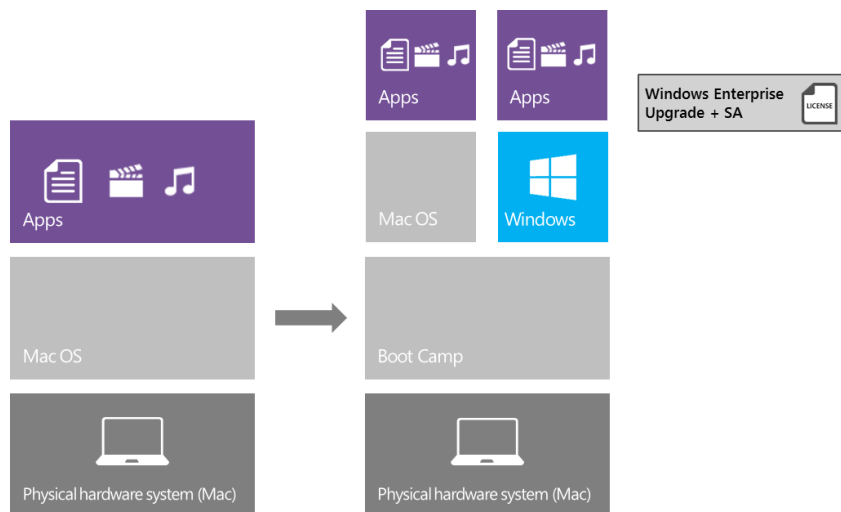 Apps
Mac OS
Physical hardware system (Mac)
Apps
Apps
Mac OS
Windows
Boot Camp
Physical hardware system (Mac)
Windows Enterprise
Upgrade + SA
LICENSE